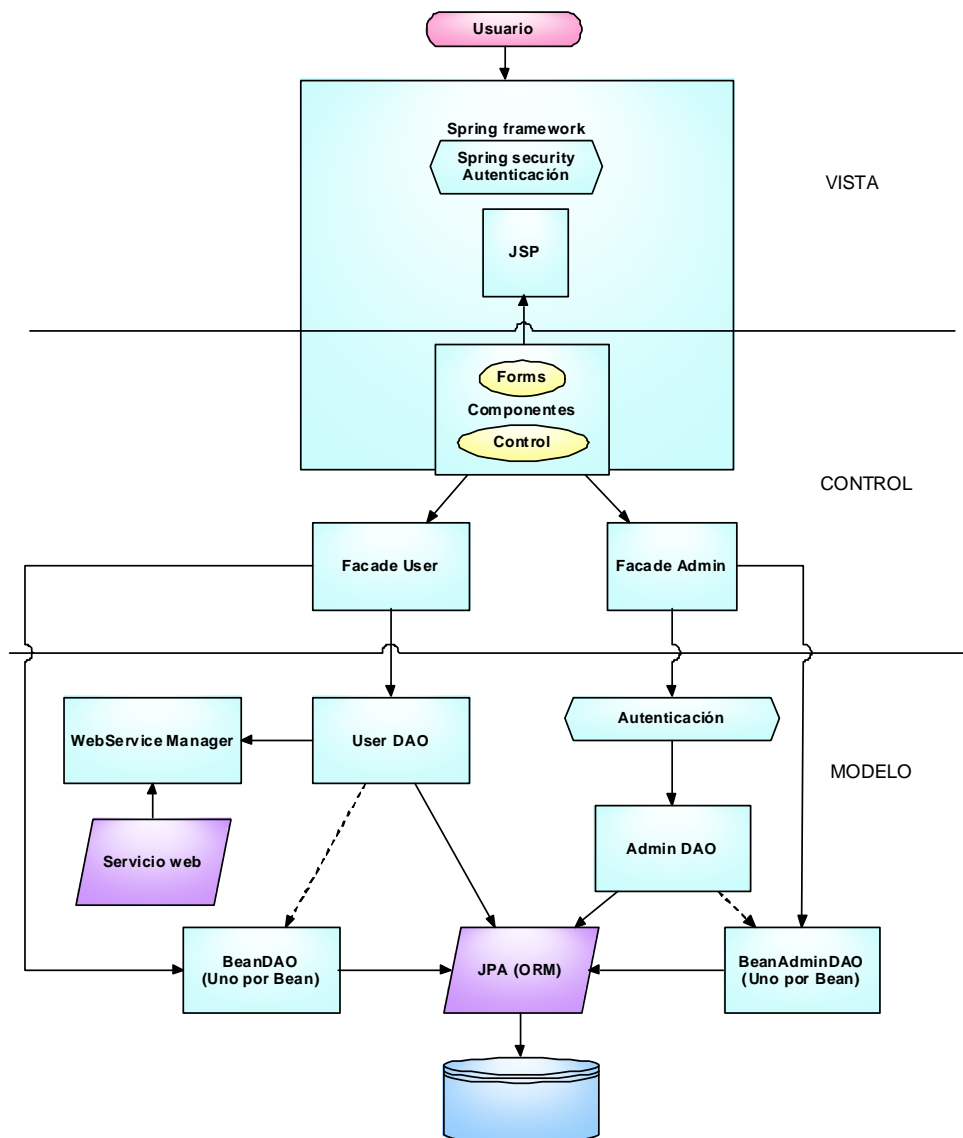 Usuario
Spring framework
Spring security
Autenticación
VISTA
JSP
Forms
Componentes
Control
CONTROL
Facade User
Facade Admin
WebService Manager
User DAO
Autenticación
MODELO
Servicio web
Admin DAO
BeanDAO
(Uno por Bean)
JPA (ORM)
BeanAdminDAO
(Uno por Bean)